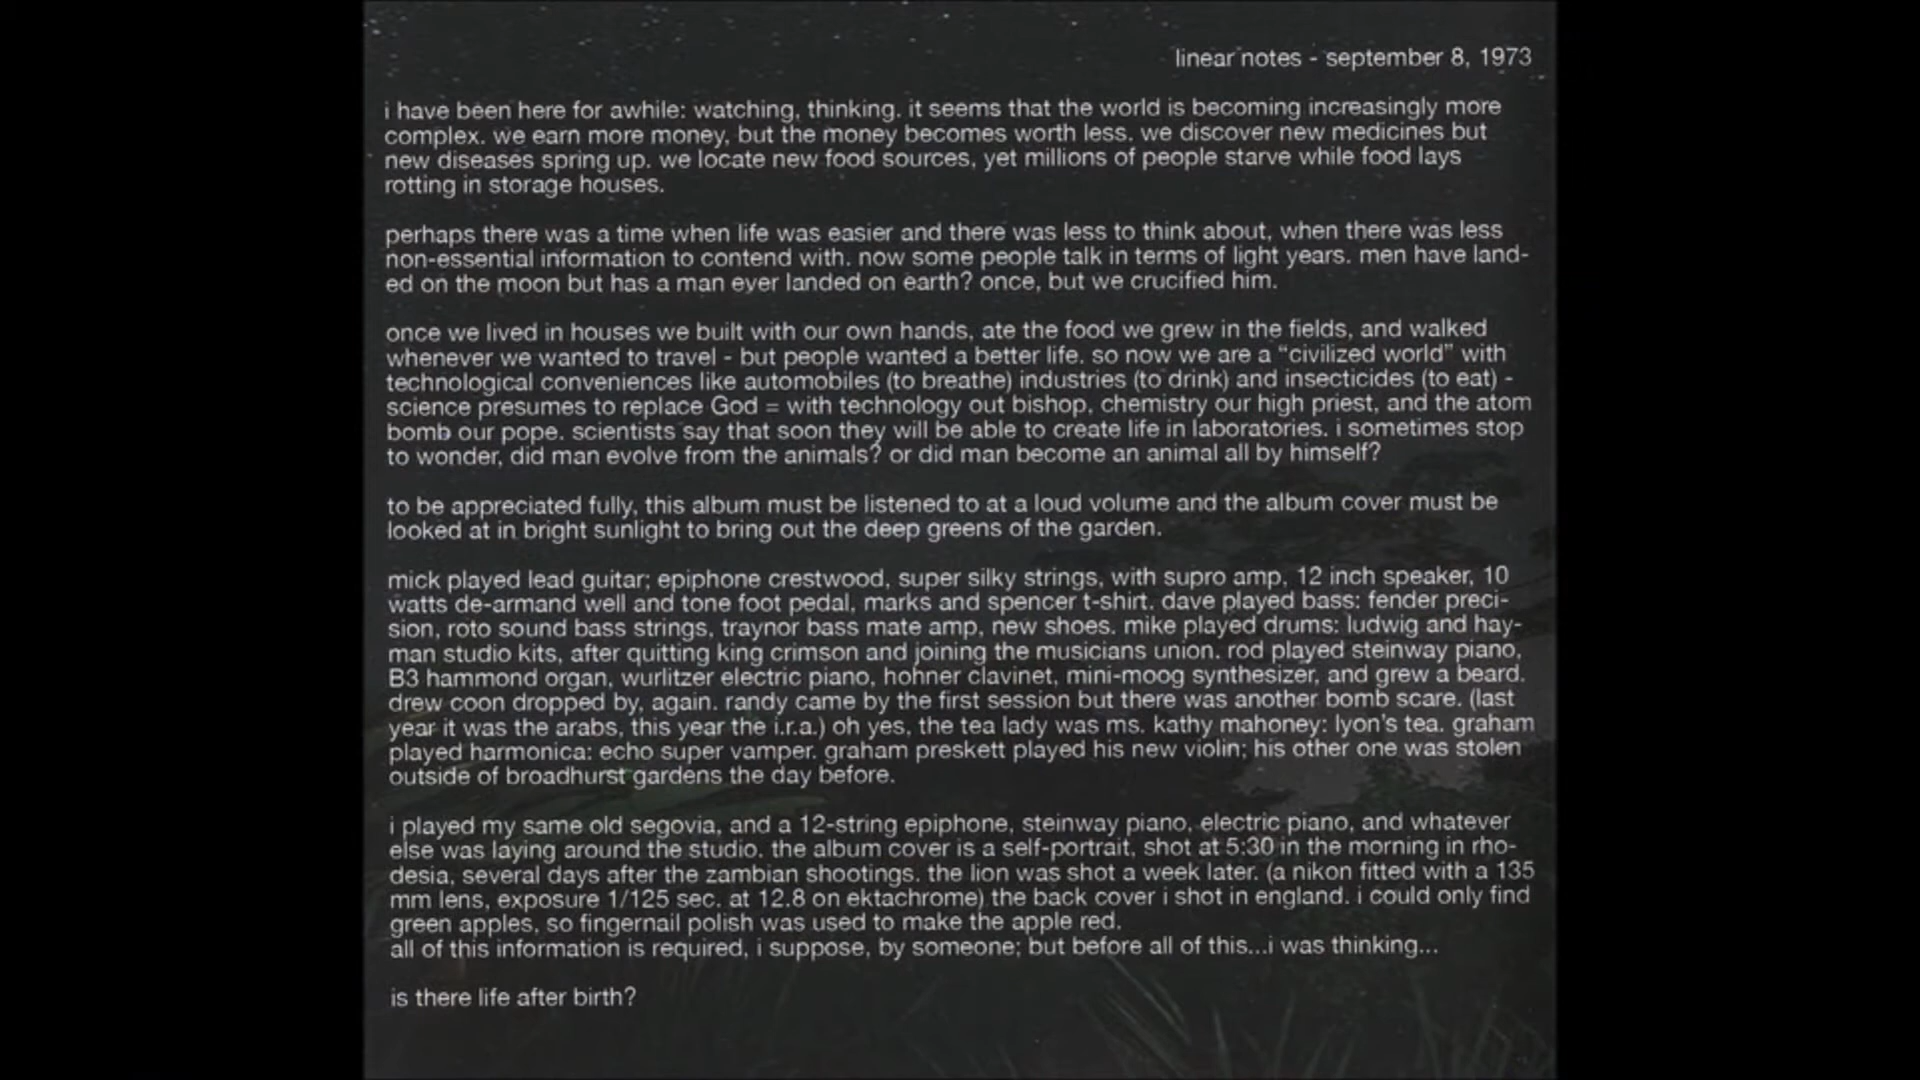 linear notes - september 8, 1973
i have been here for awhile: watching, thinking. it seems that the world is becoming increasingly more
complex. we earn more money, but the money becomes worth less. we discover new medicines but
new diseases spring up. we locate new food sources, yet millions of people starve while food lays
rotting in storage houses.
perhaps there was a time when life was easier and there was less to think about, when there was less
non-essential information to contend with. now some people talk in terms of light years. men have land-
ed on the moon but has a man ever landed on earth? once, but we crucified him.
once we lived in houses we built with our own hands, ate the food we grew in the fields, and walked
whenever we wanted to travel - but people wanted a better life. so now we are a “civilized world” with
technological conveniences like automobiles (to breathe) industries (to drink) and insecticides (to eat) -
science presumes to replace God = with technology out bishop, chemistry our high priest, and the atom
bomb our pope. scientists say that soon they will be able to create life in laboratories. i sometimes stop
to wonder, did man evolve from the animals? or did man become an animal all by himself?
to be appreciated fully, this album must be listened to at a loud volume and the album cover must be
looked at in bright sunlight to bring out the deep greens of the garden.
mick played lead guitar; epiphone crestwood, super silky strings, with supro amp, 12 inch speaker, 10
watts de-armand well and tone foot pedal, marks and spencer t-shirt. dave played bass: fender preci-
sion, roto sound bass strings, traynor bass mate amp, new shoes. mike played drums: ludwig and hay-
man studio kits, after quitting king crimson and joining the musicians union. rod played steinway piano,
B3 hammond organ, wurlitzer electric piano, hohner clavinet, mini-moog synthesizer, and grew a beard.
drew coon dropped by, again. randy came by the first session but there was another bomb scare. (last
year it was the arabs, this year the i.r.a.) oh yes, the tea lady was ms. kathy mahoney: lyon's tea. graham
played harmonica: echo super vamper. graham preskett played his new violin; his other one was stolen
outside of broadhurst gardens the day before.
i played my same old segovia, and a 12-string epiphone, steinway piano, electric piano, and whatever
else was laying around the studio. the album cover is a self-portrait, shot at 5:30 in the morning in rho-
desia, several days after the zambian shootings. the lion was shot a week later. (a nikon fitted with a 135
mm lens, exposure 1/125 sec. at 12.8 on ektachrome) the back cover i shot in england. i could only find
green apples, so fingernail polish was used to make the apple red.
all of this information is required, i suppose, by someone; but before all of this...i was thinking...
is there life after birth?